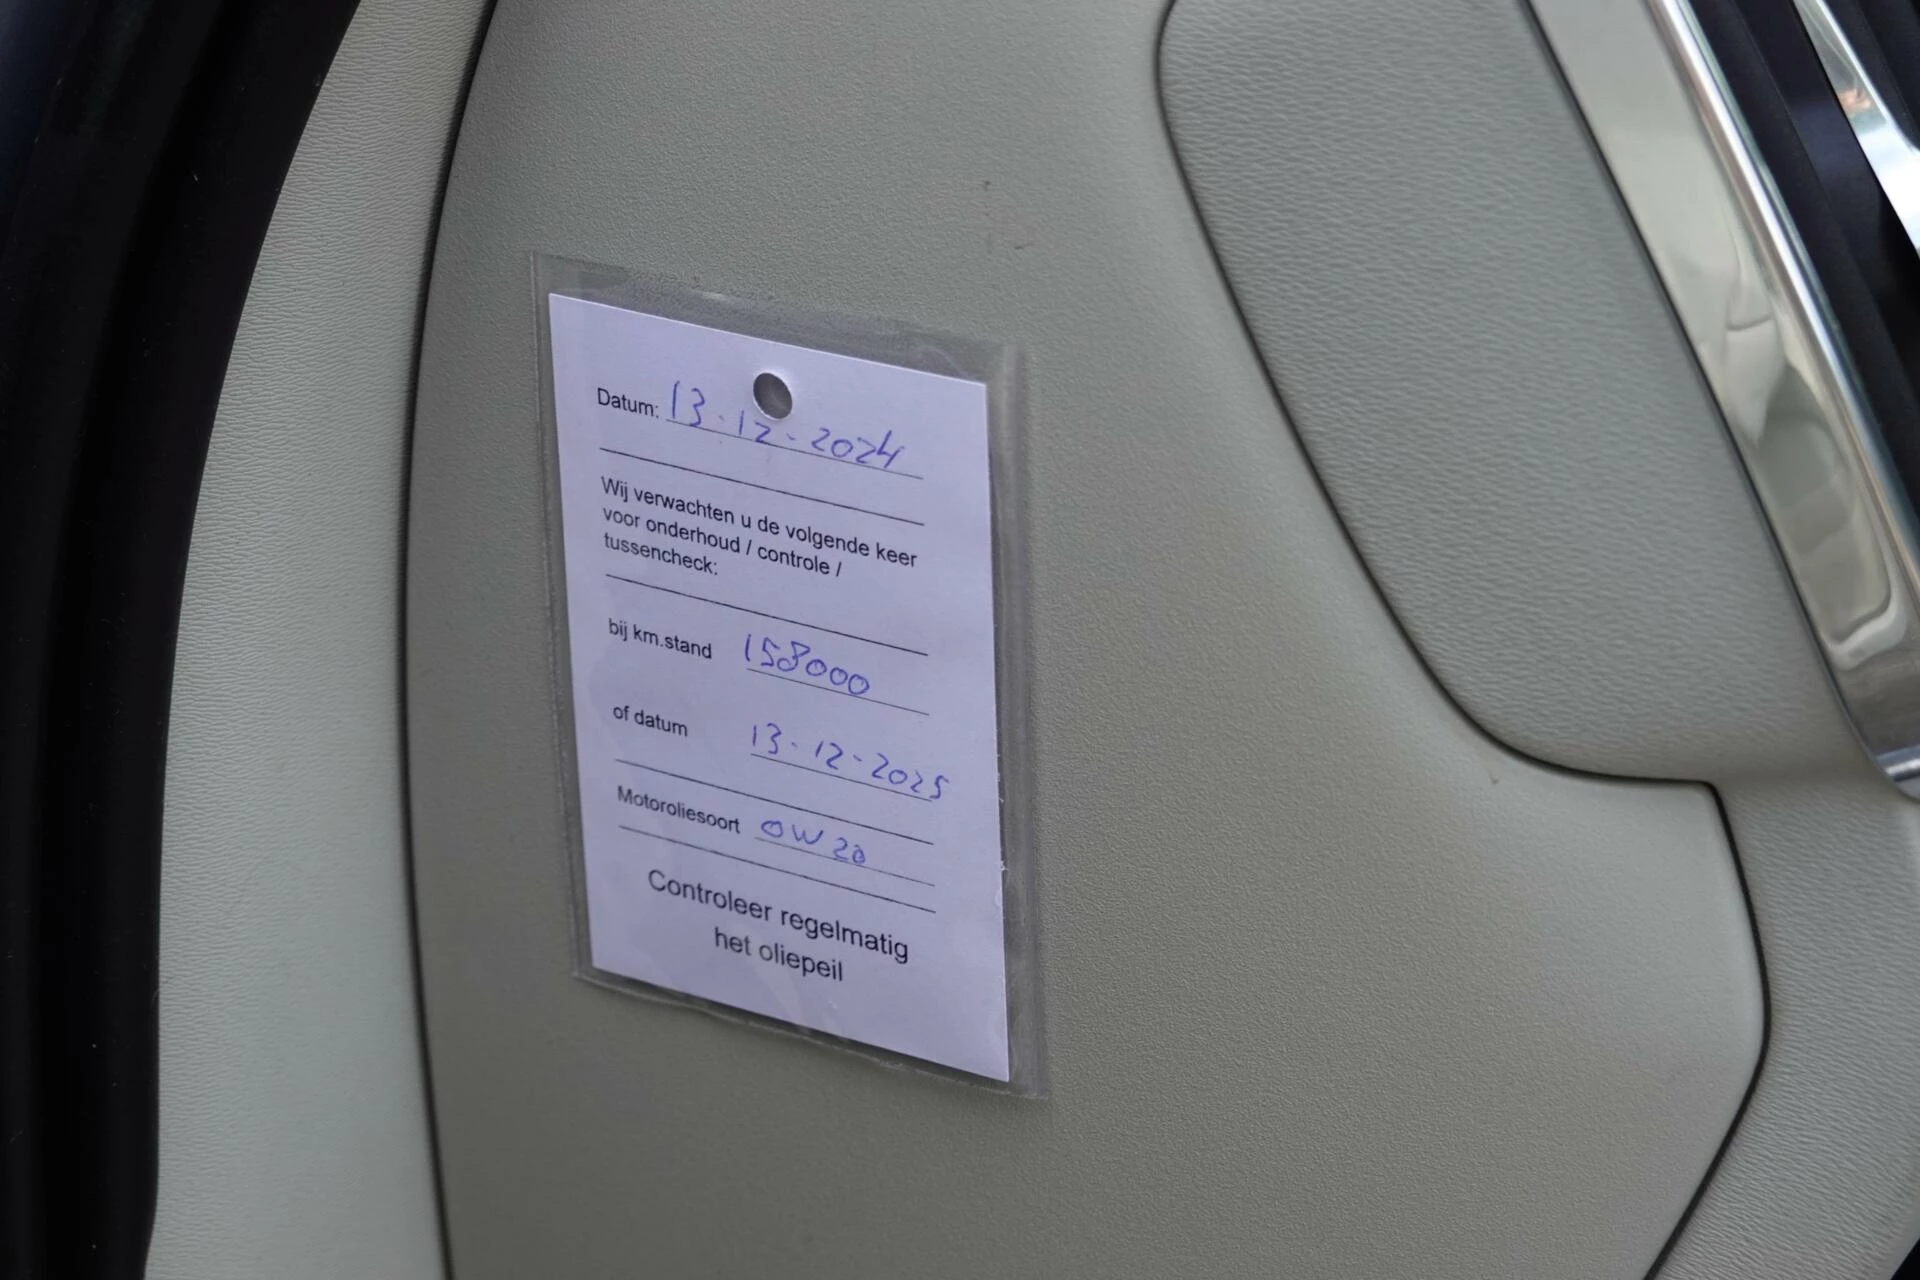 Datum: 13-12-2024
Wij verwachten u de volgende keer
voor onderhoud / controle /
tussencheck:
bij km.stand 158000
of datum 13-12-2025
Motoroliesoort 0W20
Controleer regelmatig
het oliepeil